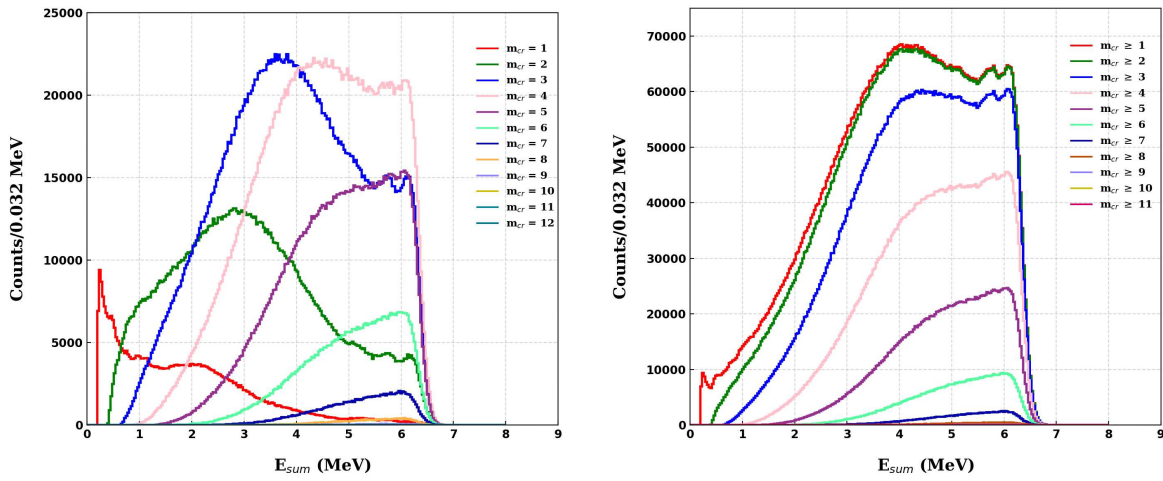 25000
20000
15000
10000
5000
0
Counts/0.032 MeV
0 1 2 3 4 5 6 7 8 9
E_sum (MeV)
m_cr = 1
m_cr = 2
m_cr = 3
m_cr = 4
m_cr = 5
m_cr = 6
m_cr = 7
m_cr = 8
m_cr = 9
m_cr = 10
m_cr = 11
m_cr = 12
70000
60000
50000
40000
30000
20000
10000
0
Counts/0.032 MeV
0 1 2 3 4 5 6 7 8 9
E_sum (MeV)
m_cr ≥ 1
m_cr ≥ 2
m_cr ≥ 3
m_cr ≥ 4
m_cr ≥ 5
m_cr ≥ 6
m_cr ≥ 7
m_cr ≥ 8
m_cr ≥ 9
m_cr ≥ 10
m_cr ≥ 11